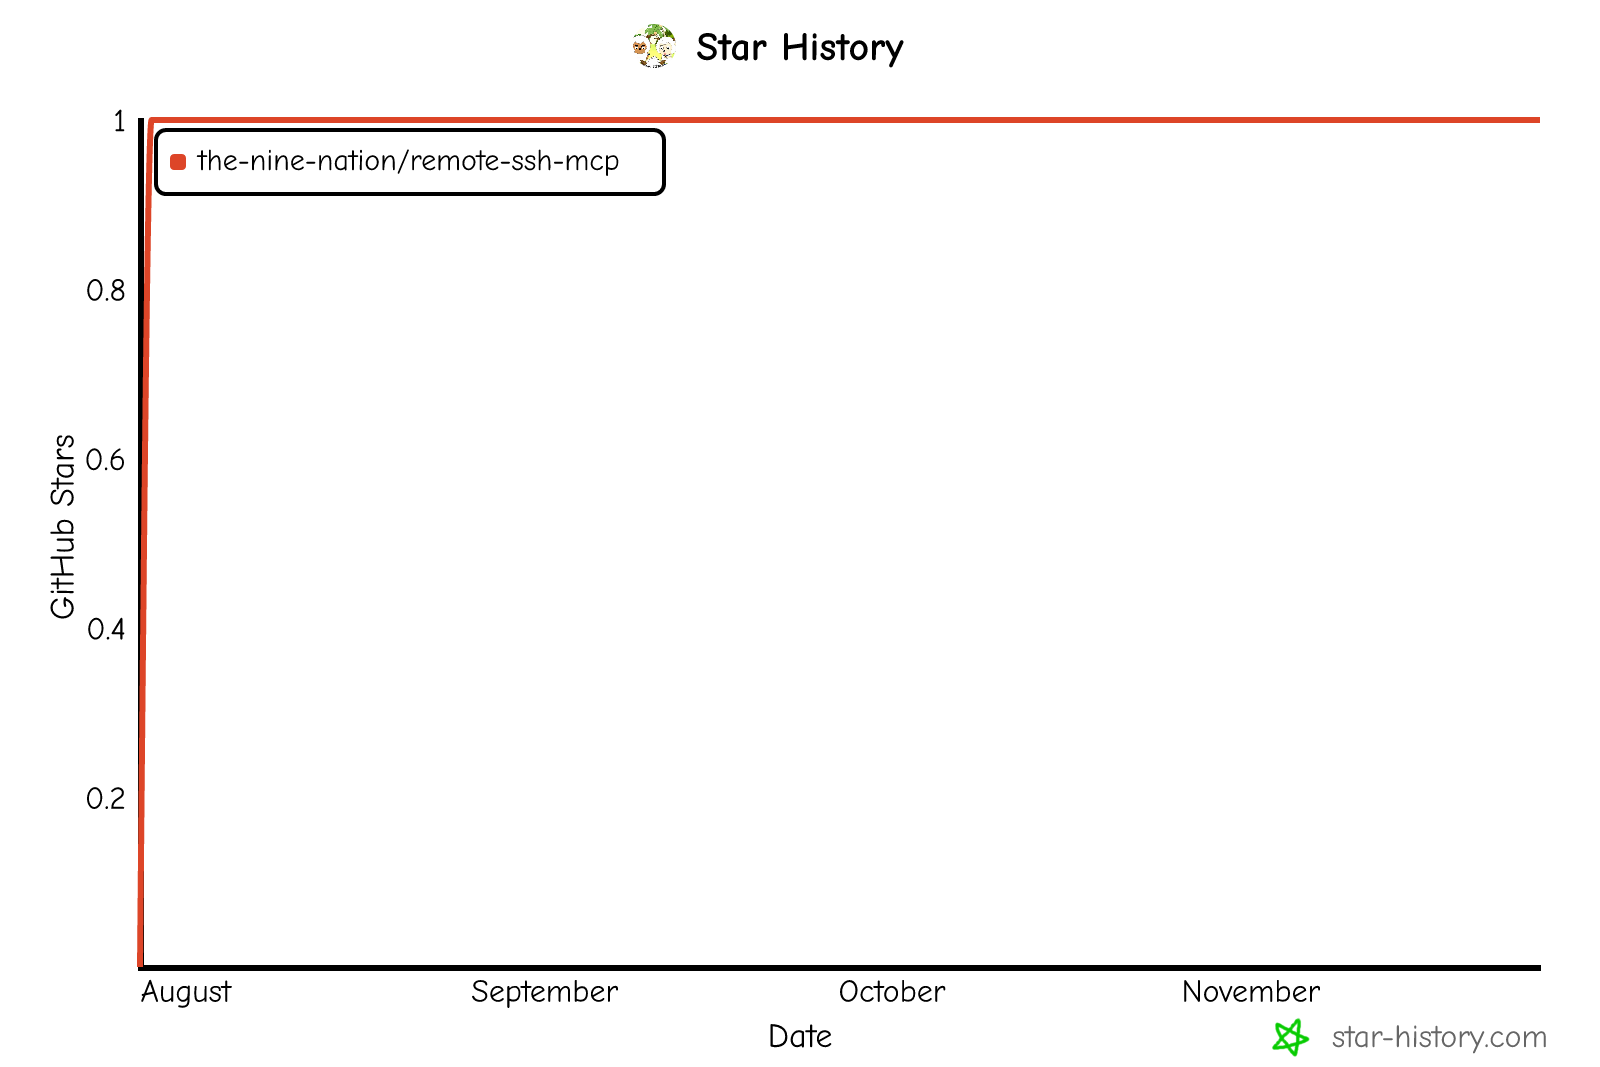 Star History
1
the-nine-nation/remote-ssh-mcp
0.8
0.6
0.4
0.2
GitHub Stars
August September October November
Date
star-history.com